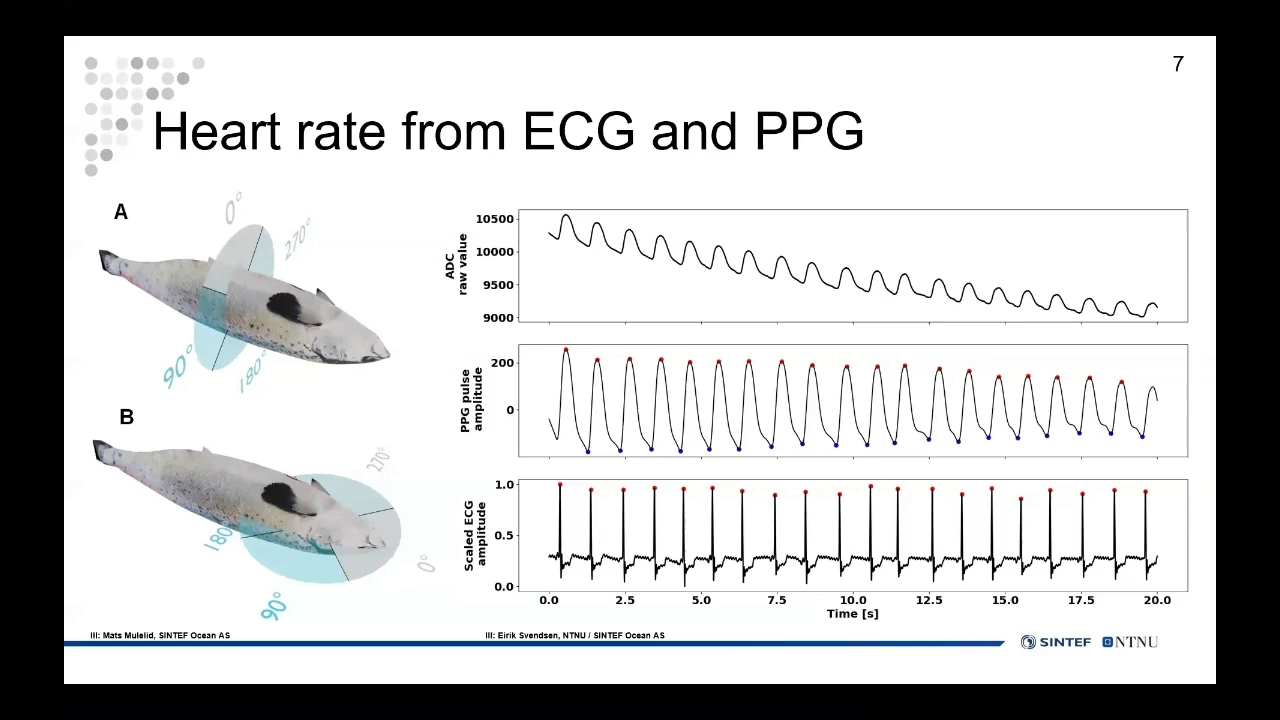 7
Heart rate from ECG and PPG
A
0°
270°
90°
180°
B
270°
180°
0°
90°
ADC
raw value
10500
10000
9500
9000
PPG pulse
amplitude
200
0
Scaled ECG
amplitude
1.0
0.5
0.0
0.0 2.5 5.0 7.5 10.0 12.5 15.0 17.5 20.0
Time [s]
Ill: Mats Mulelid, SINTEF Ocean AS
Ill: Eirik Svendsen, NTNU / SINTEF Ocean AS
SINTEF
NTNU